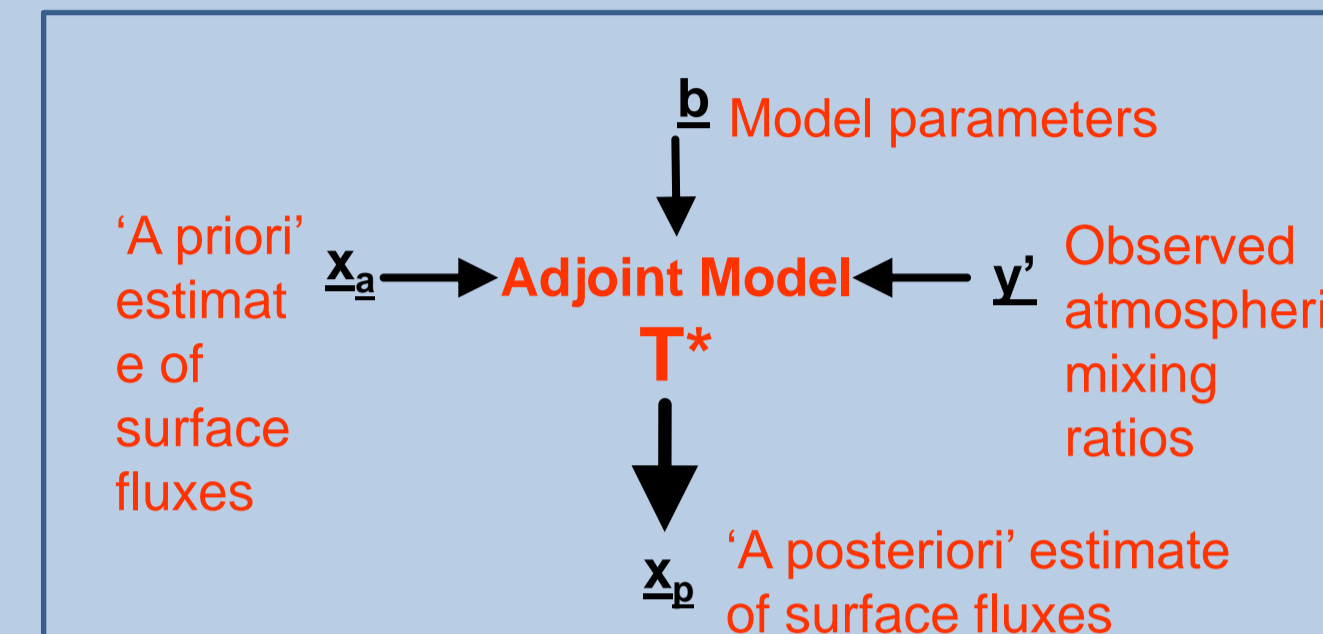 b Model parameters
‘A priori’
estimat
e of
surface
fluxes
xa
Adjoint Model
T*
y’
Observed
atmospheri
mixing
ratios
xp
‘A posteriori’ estimate
of surface fluxes